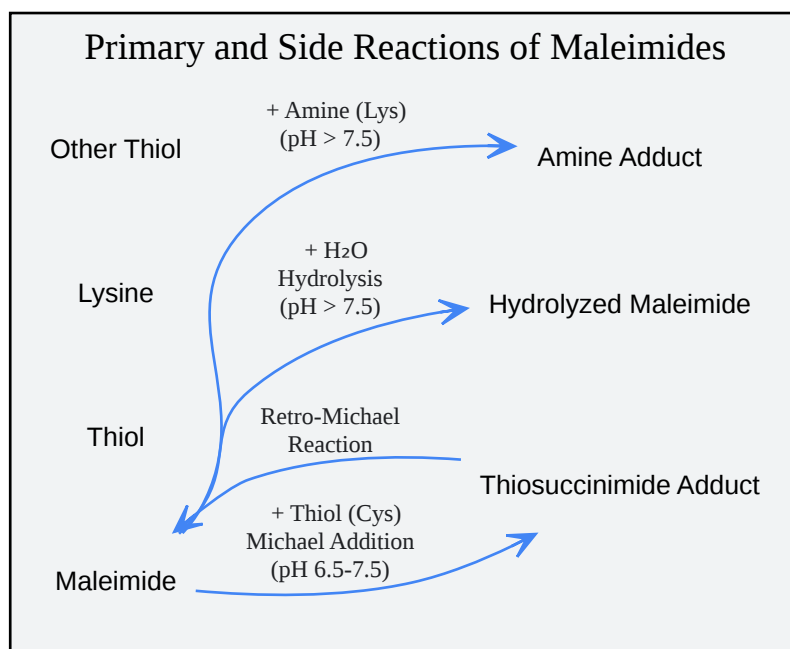 Primary and Side Reactions of Maleimides
+ Amine (Lys)
(pH > 7.5)
Other Thiol
Amine Adduct
+ H₂O
Hydrolysis
(pH > 7.5)
Lysine
Hydrolyzed Maleimide
Retro-Michael
Reaction
Thiol
Thiosuccinimide Adduct
+ Thiol (Cys)
Michael Addition
(pH 6.5-7.5)
Maleimide